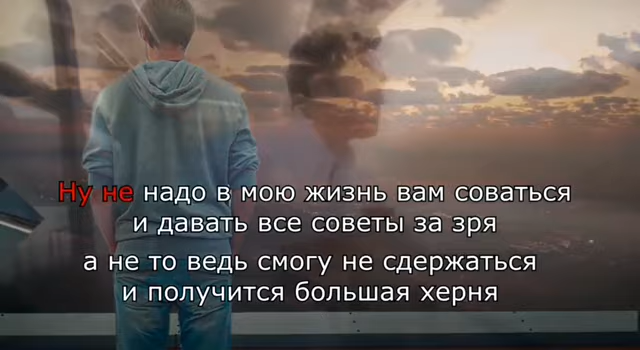 Ну не надо в мою жизнь вам соваться
и давать все советы за зря
а не то ведь смогу не сдержаться
и получится большая херня